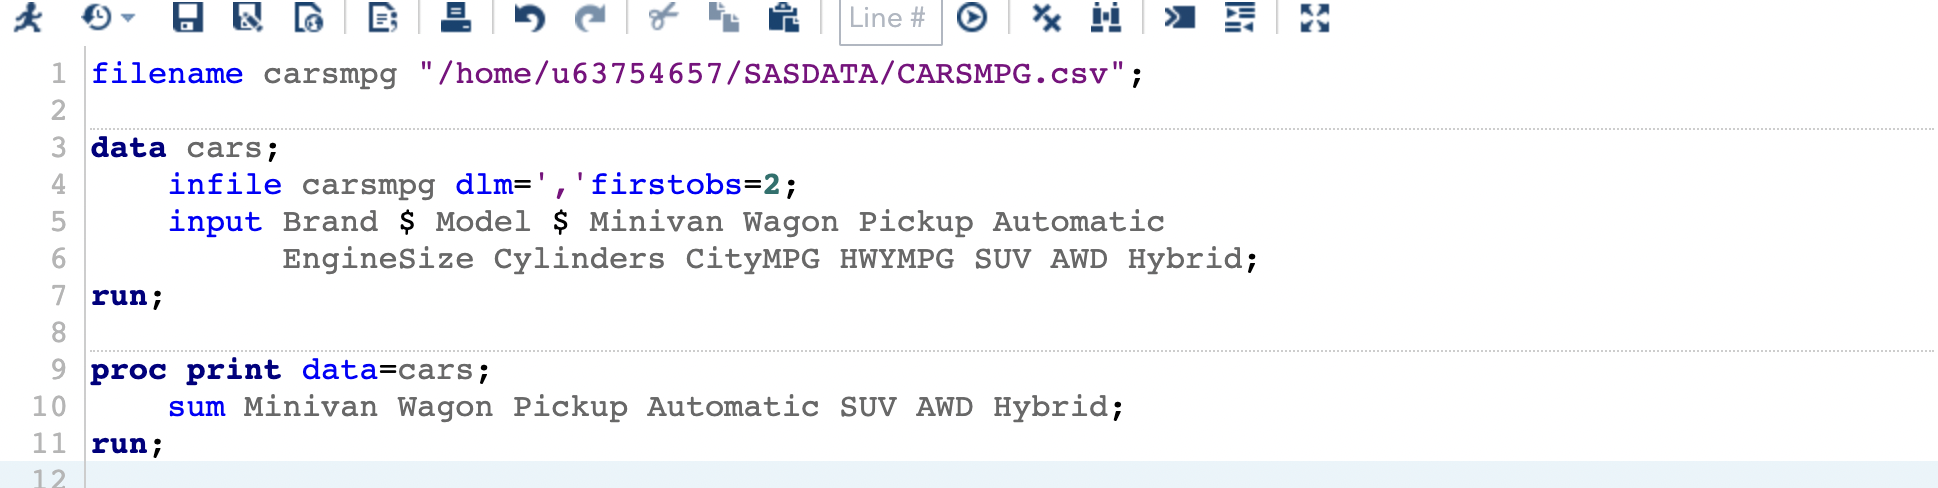 Line #
1 filename carsmpg "/home/u63754657/SASDATA/CARSMPG.csv";
2
3 data cars;
4 infile carsmpg dlm=','firstobs=2;
5 input Brand $ Model $ Minivan Wagon Pickup Automatic
6 EngineSize Cylinders CityMPG HWYMPG SUV AWD Hybrid;
7 run;
8
9 proc print data=cars;
10 sum Minivan Wagon Pickup Automatic SUV AWD Hybrid;
11 run;
12